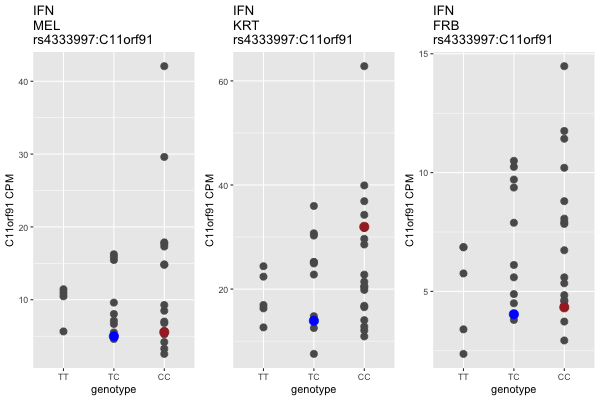 IFN
MEL
rs4333997:C11orf91
C11orf91 CPM
40
30
20
10
TT TC CC
genotype
IFN
KRT
rs4333997:C11orf91
C11orf91 CPM
60
40
20
TT TC CC
genotype
IFN
FRB
rs4333997:C11orf91
C11orf91 CPM
15
10
5
TT TC CC
genotype